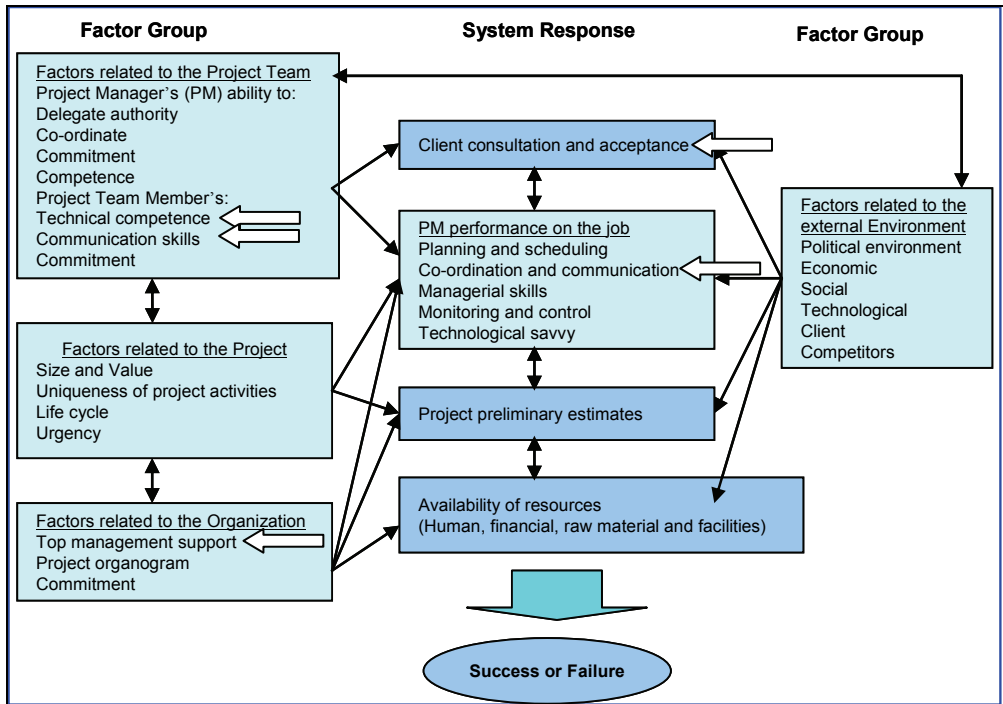 Factor Group
System Response
Factor Group
Factors related to the Project Team
Project Manager's (PM) ability to:
Delegate authority
Co-ordinate
Commitment
Competence
Project Team Member's:
Technical competence
Communication skills
Commitment
Factors related to the Project
Size and Value
Uniqueness of project activities
Life cycle
Urgency
Factors related to the Organization
Top management support
Project organogram
Commitment
Client consultation and acceptance
PM performance on the job
Planning and scheduling
Co-ordination and communication
Managerial skills
Monitoring and control
Technological savvy
Project preliminary estimates
Availability of resources
(Human, financial, raw material and facilities)
Factors related to the
external Environment
Political environment
Economic
Social
Technological
Client
Competitors
Success or Failure